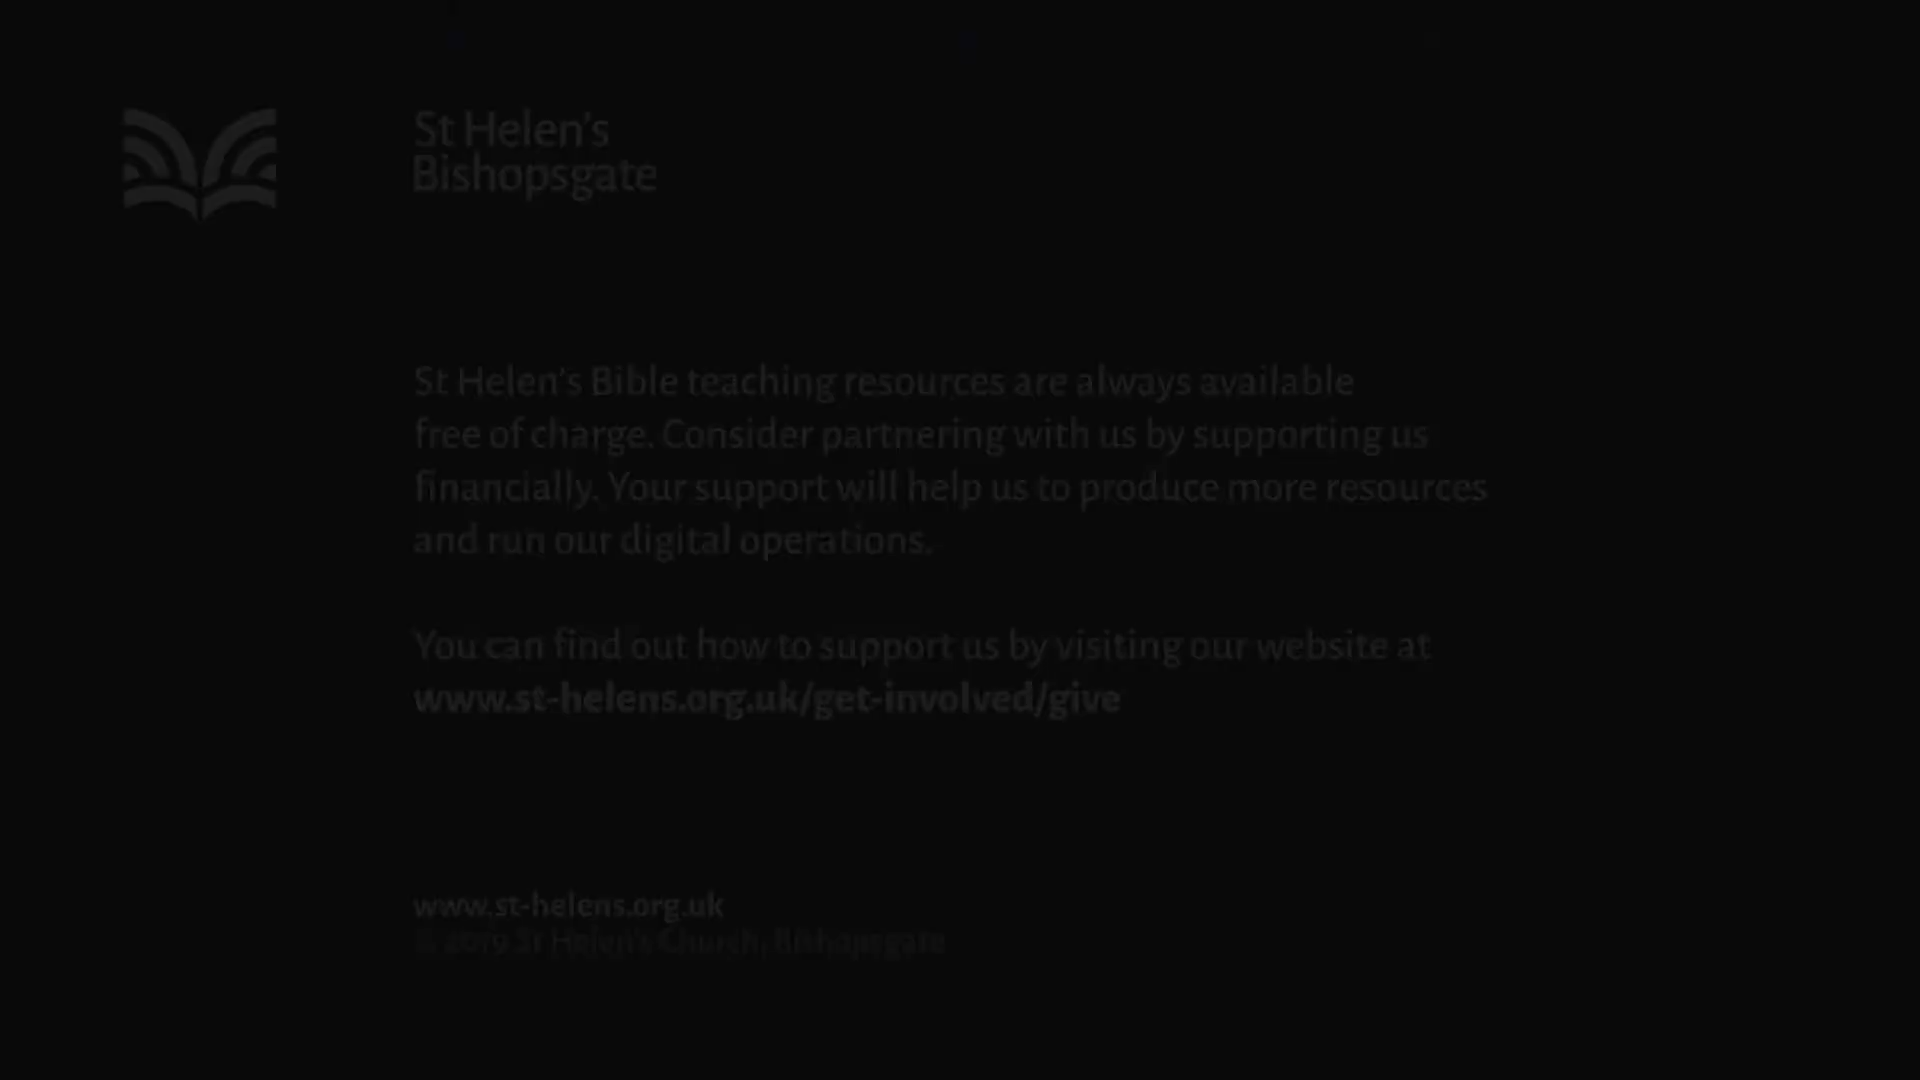 St Helen's
Bishopsgate
St Helen's Bible teaching resources are always available
free of charge. Consider partnering with us by supporting us
financially. Your support will help us to produce more resources
and run our digital operations.
You can find out how to support us by visiting our website at
www.st-helens.org.uk/get-involved/give
www.st-helens.org.uk
© 2019 St Helen's Church, Bishopsgate